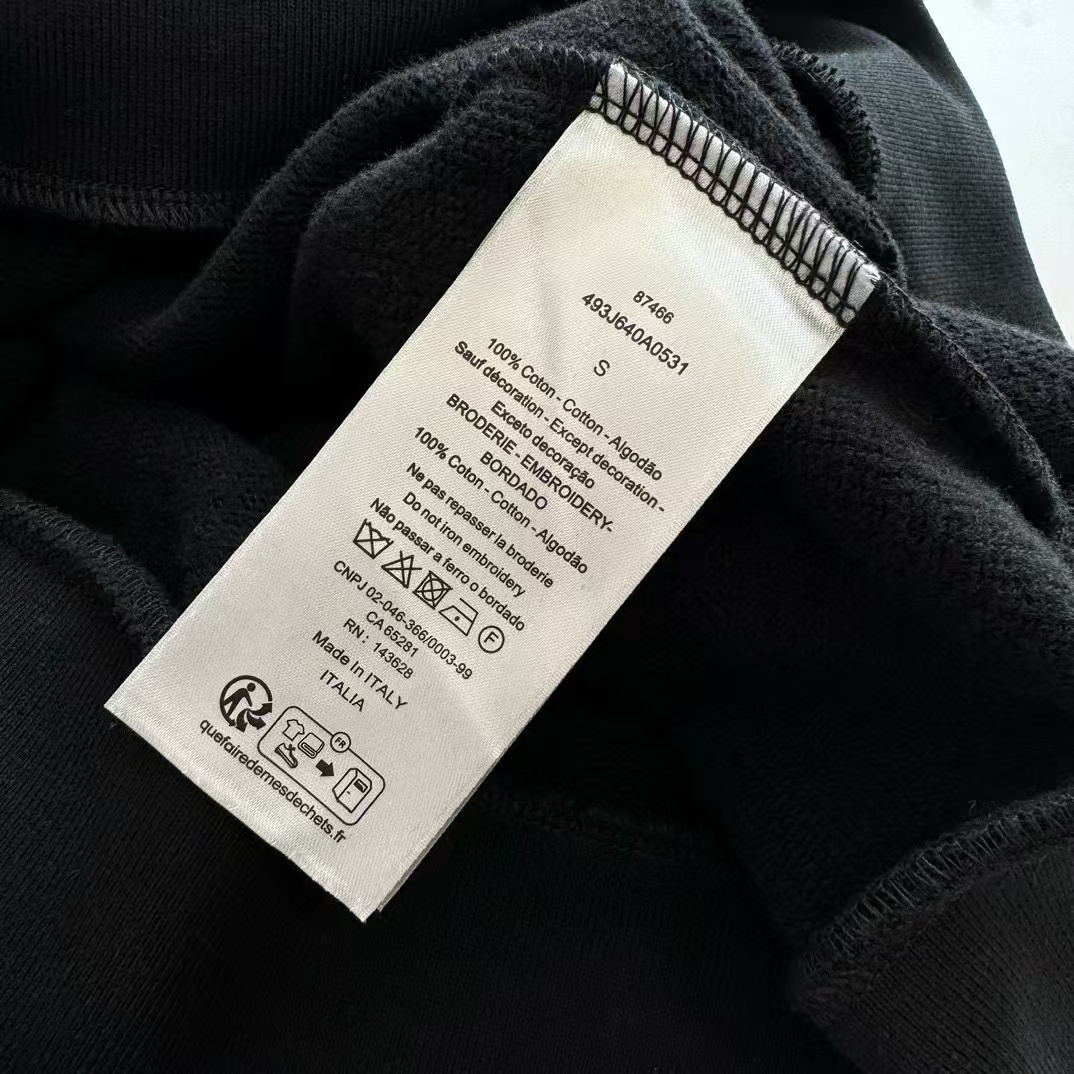 87466
493J640A0531
S
100% Coton - Cotton - Algodão
Sauf décoration - Except decoration -
Exceto decoração
BRODERIE - EMBROIDERY-
BORDADO
100% Coton - Cotton - Algodão
Ne pas repasser la broderie
Do not iron embroidery
Não passar a ferro o bordado
F
CNPJ 02-046-366/0003-99
CA 65281
RN: 143628
Made In ITALY
ITALIA
FR
quefairedemesdechets.fr